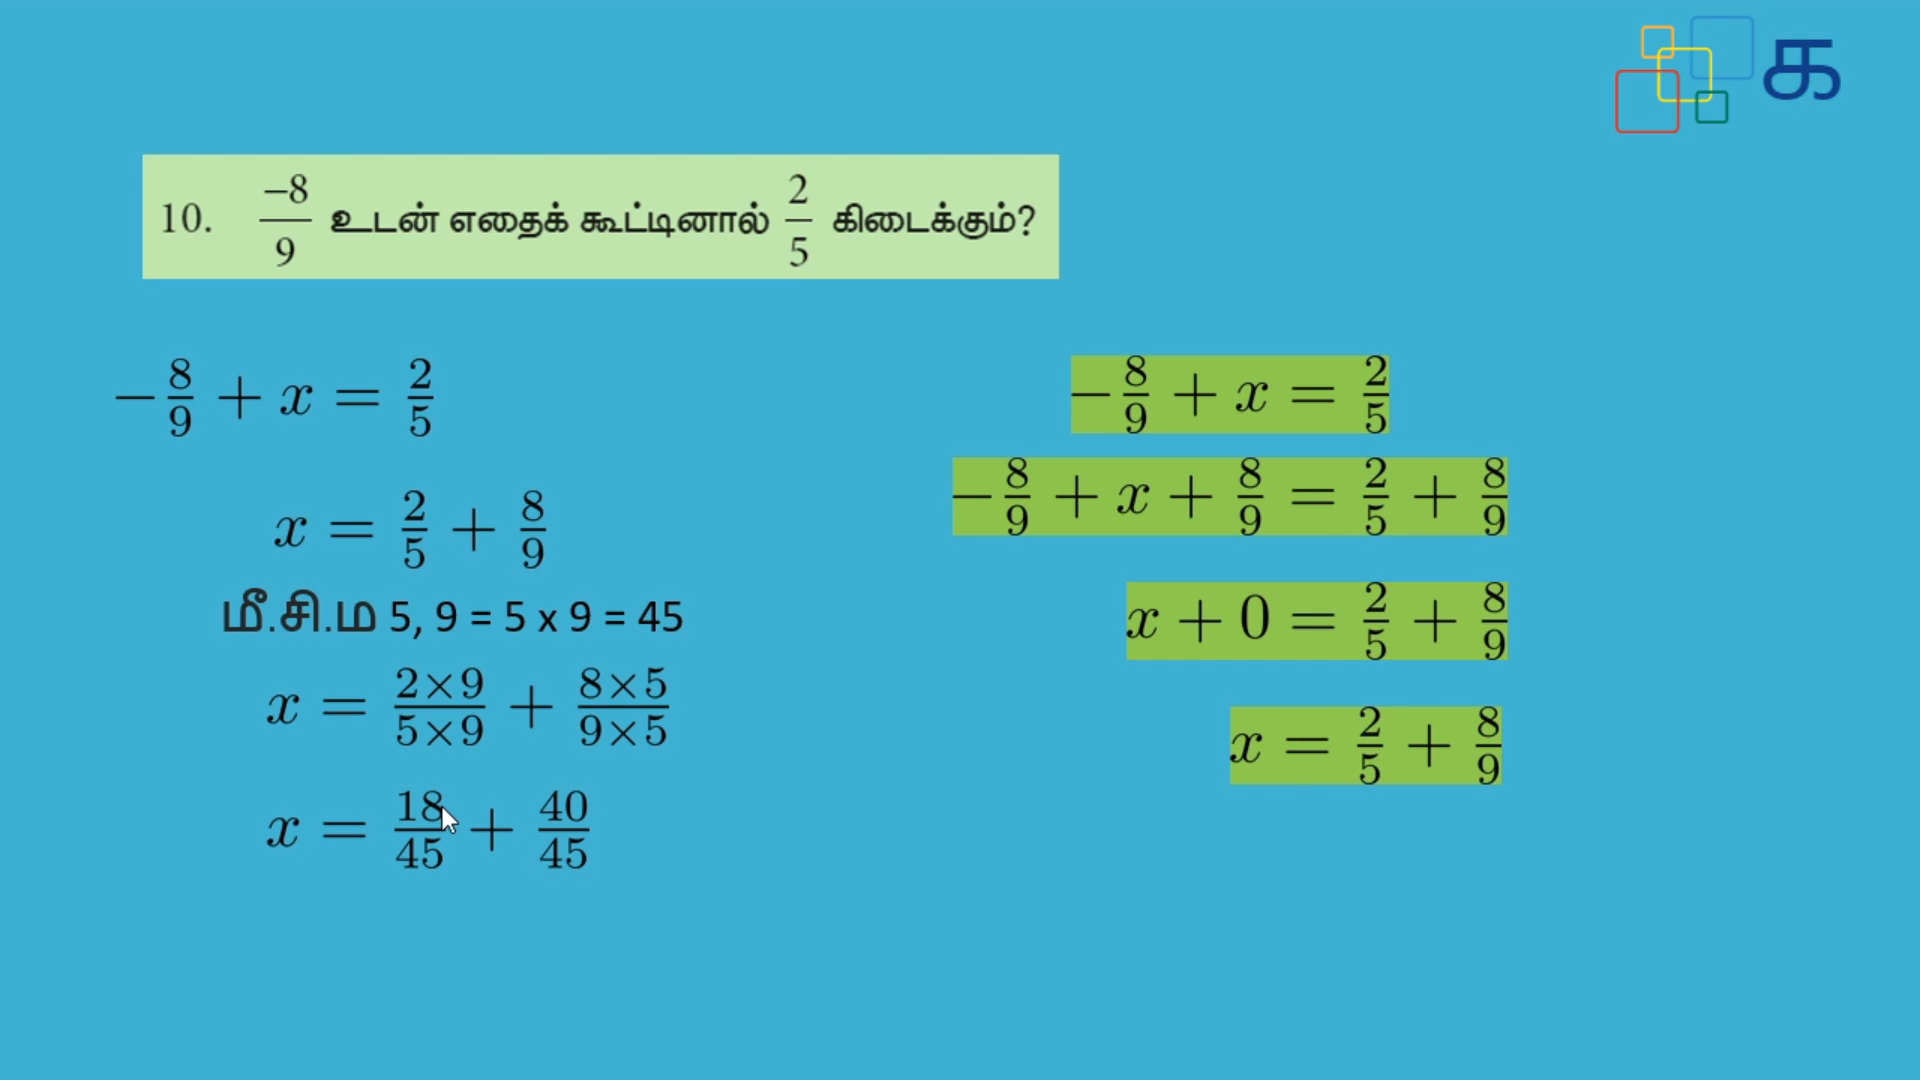 க
10. –8/9 உடன் எதைக் கூட்டினால் 2/5 கிடைக்கும்?
−8/9 + x = 2/5
x = 2/5 + 8/9
மீ.சி.ம 5, 9 = 5 x 9 = 45
x = 2×9/5×9 + 8×5/9×5
x = 18/45 + 40/45
−8/9 + x = 2/5
−8/9 + x + 8/9 = 2/5 + 8/9
x + 0 = 2/5 + 8/9
x = 2/5 + 8/9